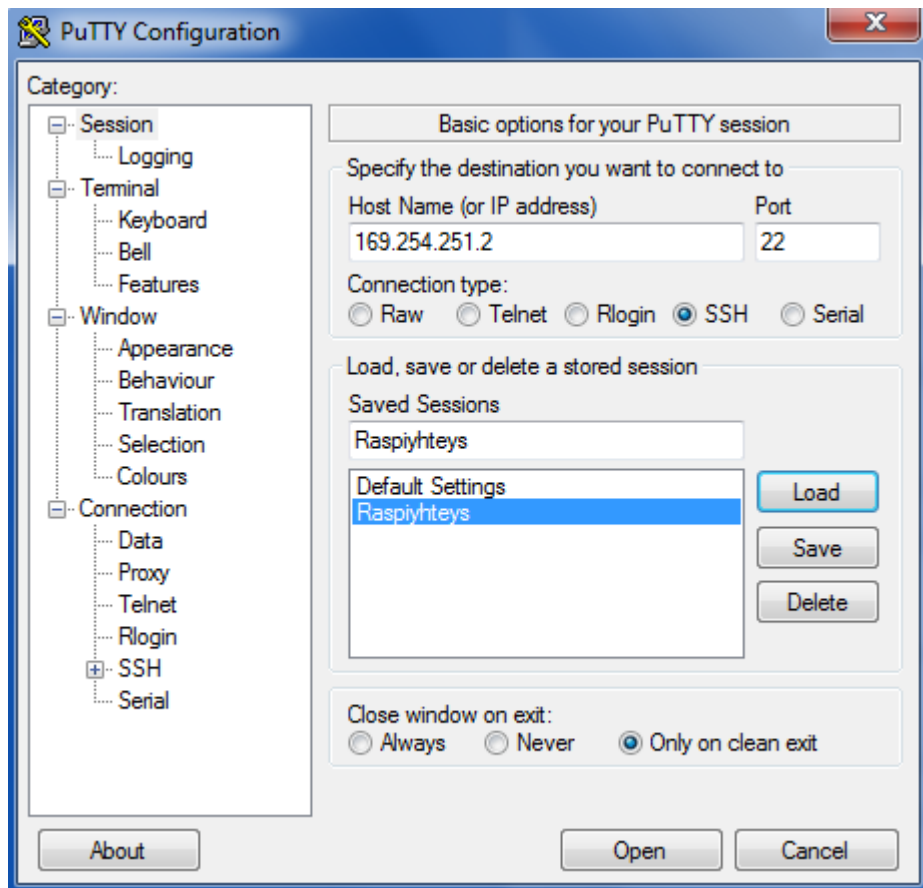 PuTTY Configuration
Category:
Session
Logging
Terminal
Keyboard
Bell
Features
Window
Appearance
Behaviour
Translation
Selection
Colours
Connection
Data
Proxy
Telnet
Rlogin
SSH
Serial
Basic options for your PuTTY session
Specify the destination you want to connect to
Host Name (or IP address) Port
169.254.251.2 22
Connection type:
Raw Telnet Rlogin SSH Serial
Load, save or delete a stored session
Saved Sessions
Raspiyhteys
Default Settings
Raspiyhteys
Load
Save
Delete
Close window on exit:
Always Never Only on clean exit
About Open Cancel